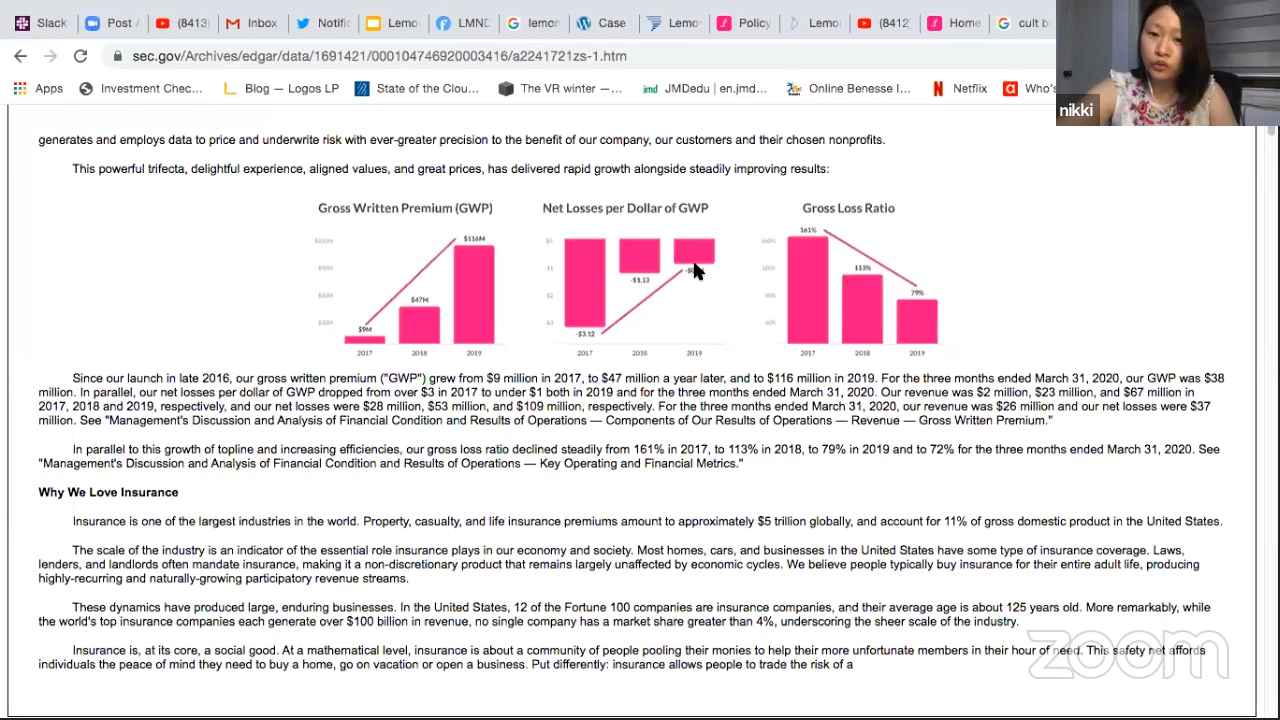 Slack
Post /
(8413)
Inbox
Notific
Lemo
LMND
lemon
Case
Lemo
Policy
Lemo
(8412
Home
cult b
sec.gov/Archives/edgar/data/1691421/000104746920003416/a2241721zs-1.htm
Apps
Investment Chec...
Blog — Logos LP
State of the Clou...
The VR winter —...
JMDedu | en.jmd...
Online Benesse I...
Netflix
Who's
nikki
generates and employs data to price and underwrite risk with ever-greater precision to the benefit of our company, our customers and their chosen nonprofits.
This powerful trifecta, delightful experience, aligned values, and great prices, has delivered rapid growth alongside steadily improving results:
Gross Written Premium (GWP)
$9M
$47M
$116M
2017
2018
2019
Net Losses per Dollar of GWP
$0
$1
$2
$3
-$3.12
-$1.13
2017
2018
2019
Gross Loss Ratio
161%
113%
79%
2017
2018
2019
Since our launch in late 2016, our gross written premium ("GWP") grew from $9 million in 2017, to $47 million a year later, and to $116 million in 2019. For the three months ended March 31, 2020, our GWP was $38
million. In parallel, our net losses per dollar of GWP dropped from over $3 in 2017 to under $1 both in 2019 and for the three months ended March 31, 2020. Our revenue was $2 million, $23 million, and $67 million in
2017, 2018 and 2019, respectively, and our net losses were $28 million, $53 million, and $109 million, respectively. For the three months ended March 31, 2020, our revenue was $26 million and our net losses were $37
million. See "Management's Discussion and Analysis of Financial Condition and Results of Operations — Components of Our Results of Operations — Revenue — Gross Written Premium."
In parallel to this growth of topline and increasing efficiencies, our gross loss ratio declined steadily from 161% in 2017, to 113% in 2018, to 79% in 2019 and to 72% for the three months ended March 31, 2020. See
"Management's Discussion and Analysis of Financial Condition and Results of Operations — Key Operating and Financial Metrics."
Why We Love Insurance
Insurance is one of the largest industries in the world. Property, casualty, and life insurance premiums amount to approximately $5 trillion globally, and account for 11% of gross domestic product in the United States.
The scale of the industry is an indicator of the essential role insurance plays in our economy and society. Most homes, cars, and businesses in the United States have some type of insurance coverage. Laws,
lenders, and landlords often mandate insurance, making it a non-discretionary product that remains largely unaffected by economic cycles. We believe people typically buy insurance for their entire adult life, producing
highly-recurring and naturally-growing participatory revenue streams.
These dynamics have produced large, enduring businesses. In the United States, 12 of the Fortune 100 companies are insurance companies, and their average age is about 125 years old. More remarkably, while
the world's top insurance companies each generate over $100 billion in revenue, no single company has a market share greater than 4%, underscoring the sheer scale of the industry.
Insurance is, at its core, a social good. At a mathematical level, insurance is about a community of people pooling their monies to help their more unfortunate members in their hour of need. This safety net affords
individuals the peace of mind they need to buy a home, go on vacation or open a business. Put differently: insurance allows people to trade the risk of a
zoom